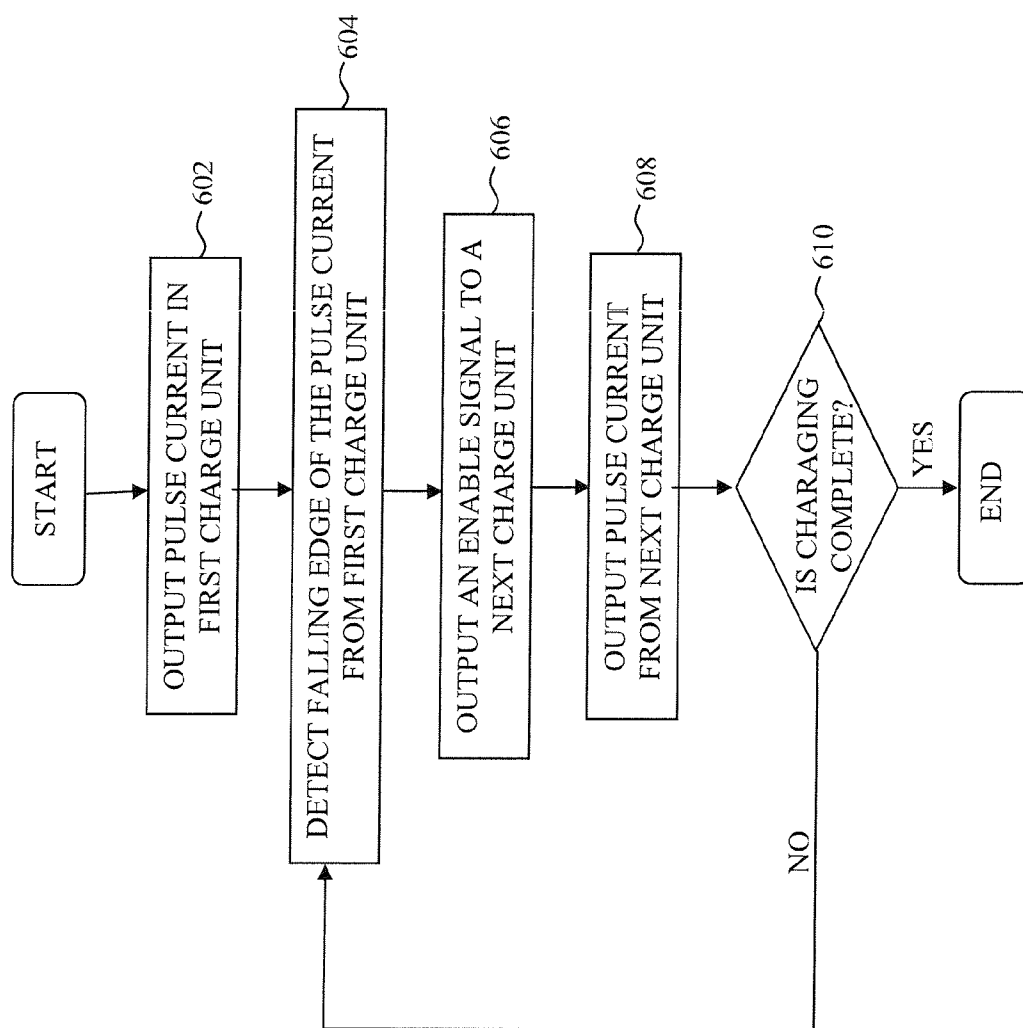 START
OUTPUT PULSE CURRENT IN
FIRST CHARGE UNIT
602
DETECT FALLING EDGE OF THE PULSE CURRENT
FROM FIRST CHARGE UNIT
604
OUTPUT AN ENABLE SIGNAL TO A
NEXT CHARGE UNIT
606
OUTPUT PULSE CURRENT
FROM NEXT CHARGE UNIT
608
IS CHARAGING
COMPLETE?
610
NO
YES
END